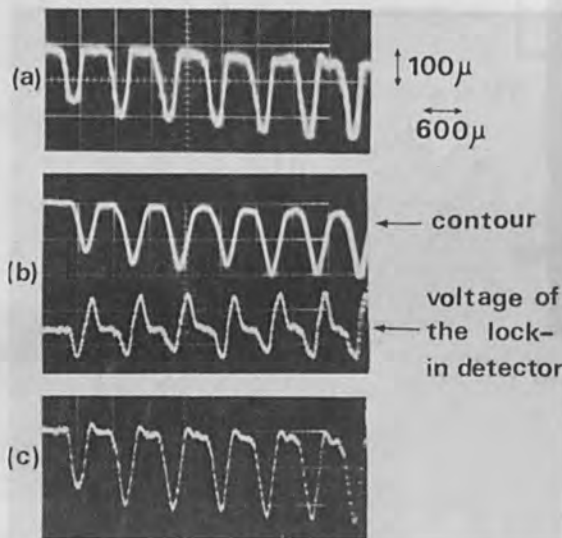 (a)
100μ
600μ
(b)
contour
voltage of
the lock-
in detector
(c)